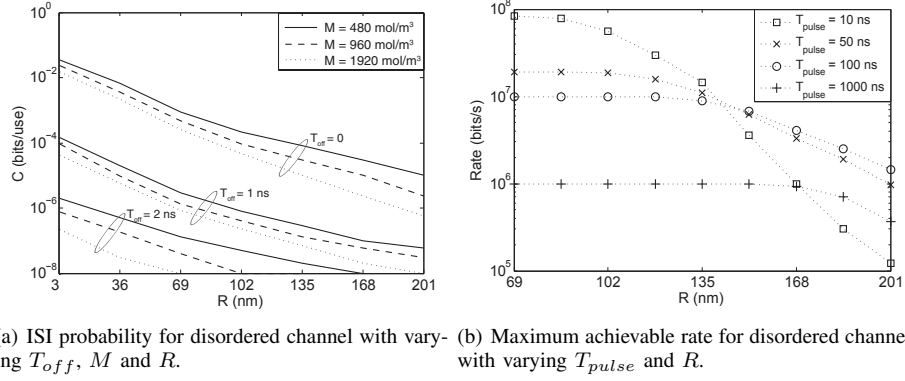 10^0
10^-2
10^-4
10^-6
10^-8
C (bits/use)
3 36 69 102 135 168 201
R (nm)
M = 480 mol/m^3
M = 960 mol/m^3
M = 1920 mol/m^3
T_off = 0
T_off = 1 ns
T_off = 2 ns
10^8
10^7
10^6
10^5
Rate (bits/s)
69 102 135 168 201
R (nm)
T_pulse = 10 ns
T_pulse = 50 ns
T_pulse = 100 ns
T_pulse = 1000 ns
a) ISI probability for disordered channel with vary-
ng T_off, M and R.
(b) Maximum achievable rate for disordered channe
with varying T_pulse and R.